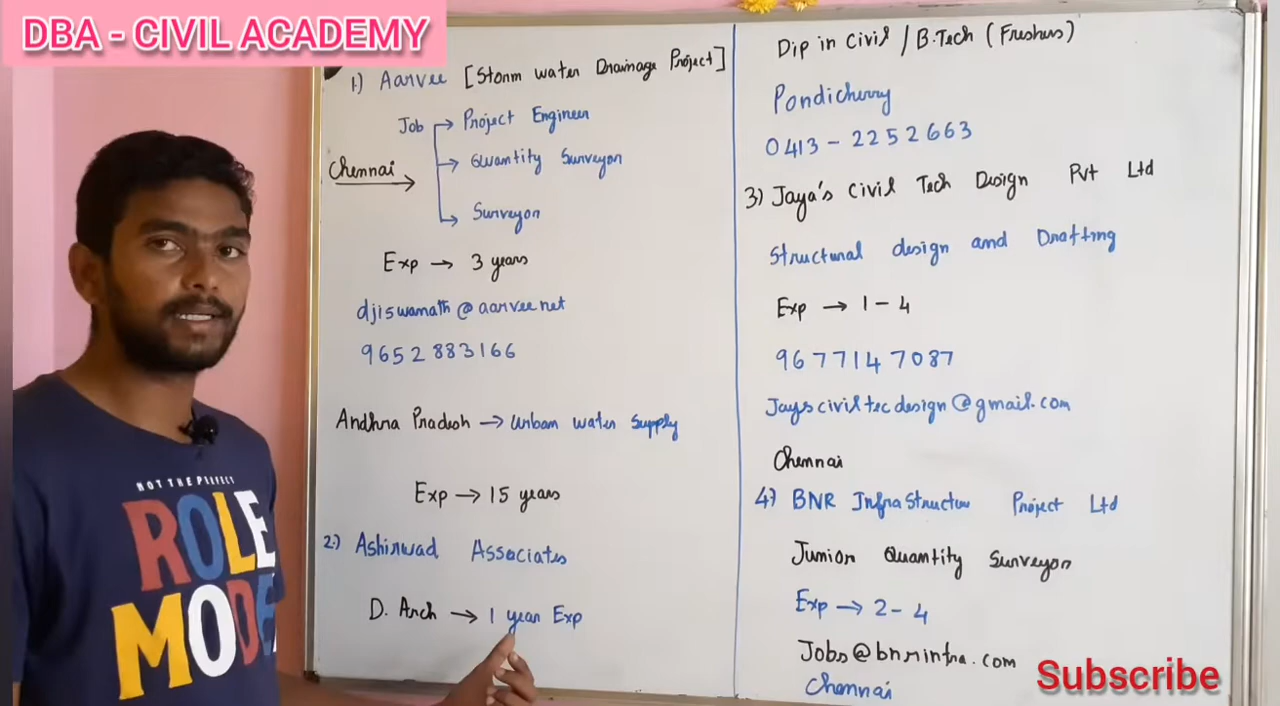 DBA - CIVIL ACADEMY
1) Aarvee [Storm water Drainage Project]
Job → Project Engineer
→ Quantity Surveyor
Chennai →
→ Surveyor
Exp → 3 years
djiswamath@aarvee.net
9652883166
Andhra Pradesh → Urban water Supply
Exp → 15 years
2.) Ashirwad Associates
D. Arch → 1 year Exp
Dip in Civil / B.Tech (Freshers)
Pondicherry
0413 - 2252663
3) Jaya's Civil Tech Design Pvt Ltd
Structural design and Drafting
Exp → 1 - 4
9677147087
Jaysciviltecdesign@gmail.com
Chennai
4) BNR Infrastructure Project Ltd
Junior Quantity Surveyor
Exp → 2 - 4
Jobs@bnrinfra.com
Chennai
NOT THE PERFECT
ROLE
MODE
Subscribe